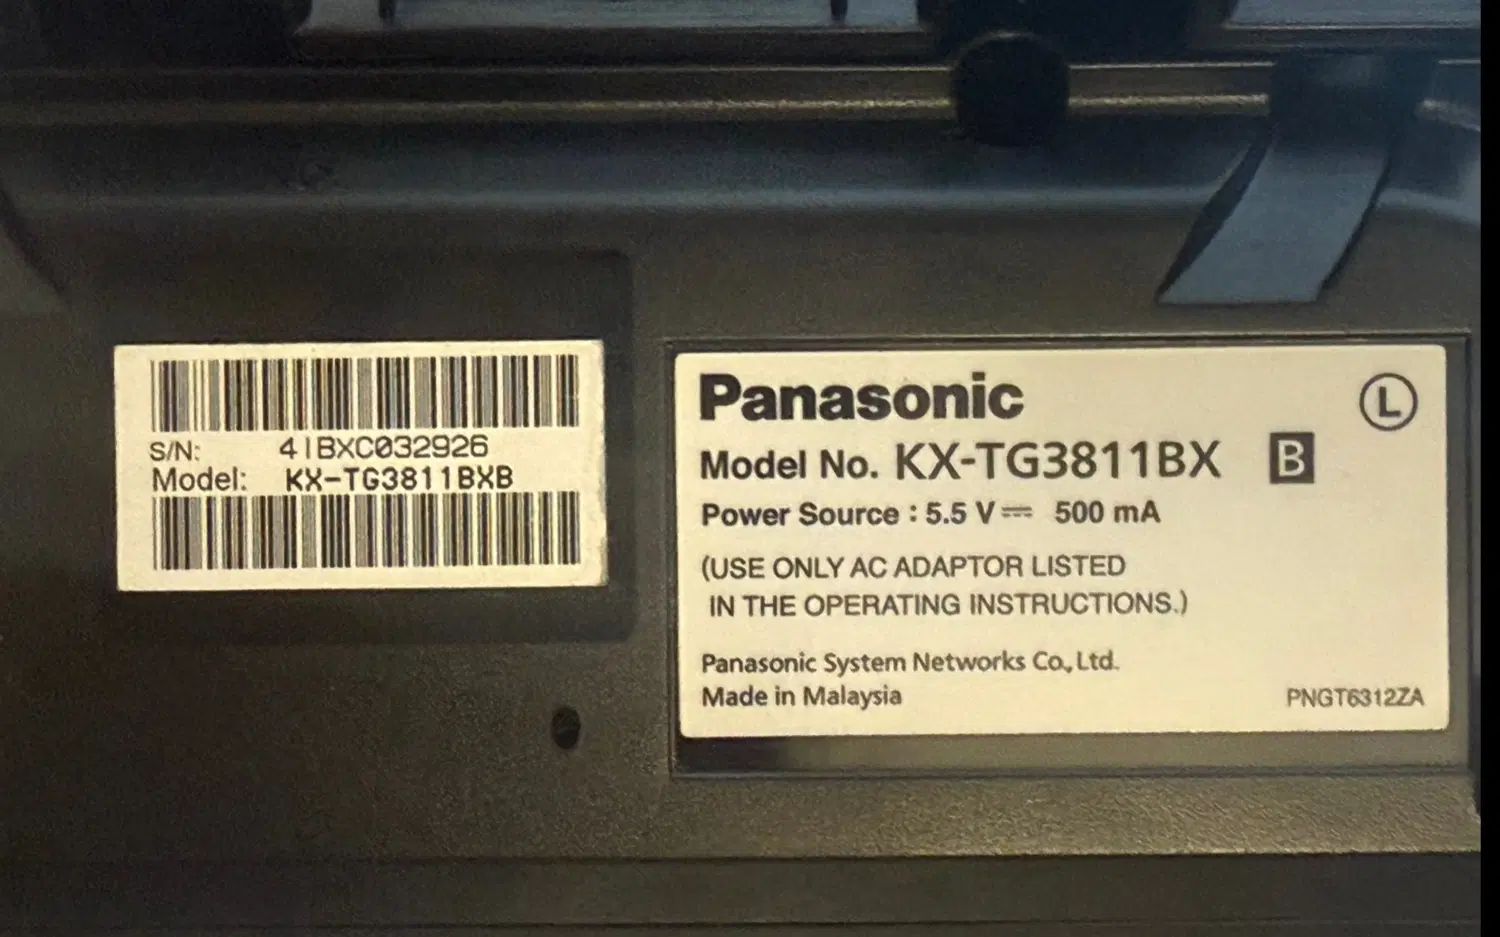 S/N: 4IBXC032926
Model: KX-TG3811BXB
Panasonic
L
Model No. KX-TG3811BX B
Power Source : 5.5 V⎓ 500 mA
(USE ONLY AC ADAPTOR LISTED
IN THE OPERATING INSTRUCTIONS.)
Panasonic System Networks Co., Ltd.
Made in Malaysia
PNGT6312ZA